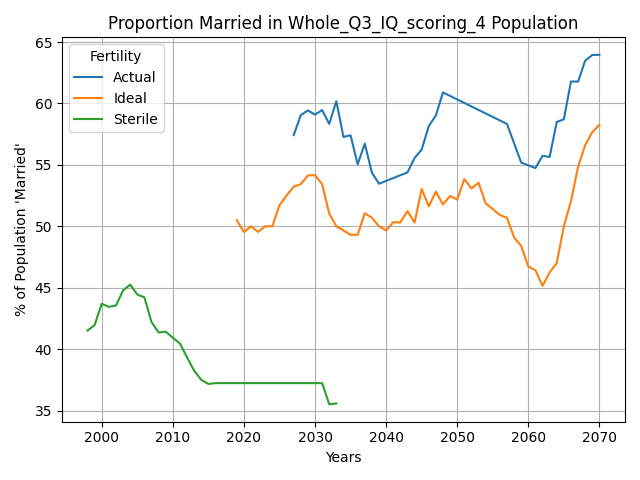 Proportion Married in Whole_Q3_IQ_scoring_4 Population
% of Population 'Married'
65
60
55
50
45
40
35
Fertility
Actual
Ideal
Sterile
2000 2010 2020 2030 2040 2050 2060 2070
Years